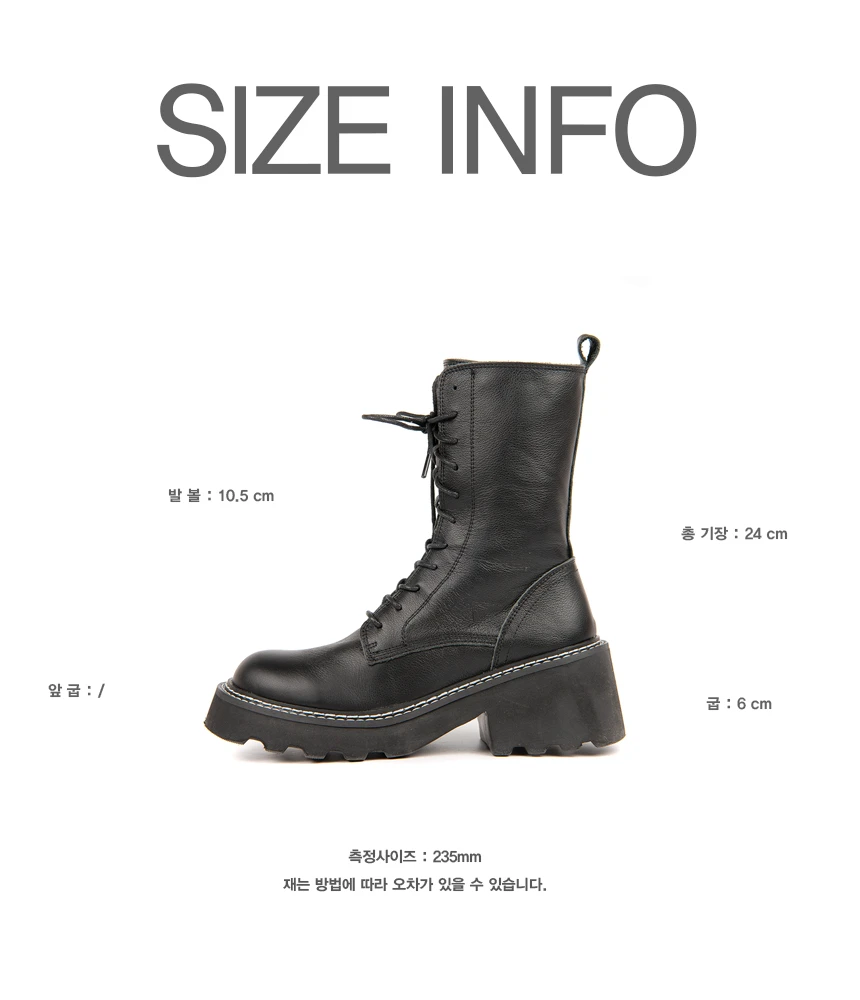 SIZE INFO
발 볼 : 10.5 cm
총 기장 : 24 cm
앞 굽 : /
굽 : 6 cm
측정사이즈 : 235mm
재는 방법에 따라 오차가 있을 수 있습니다.